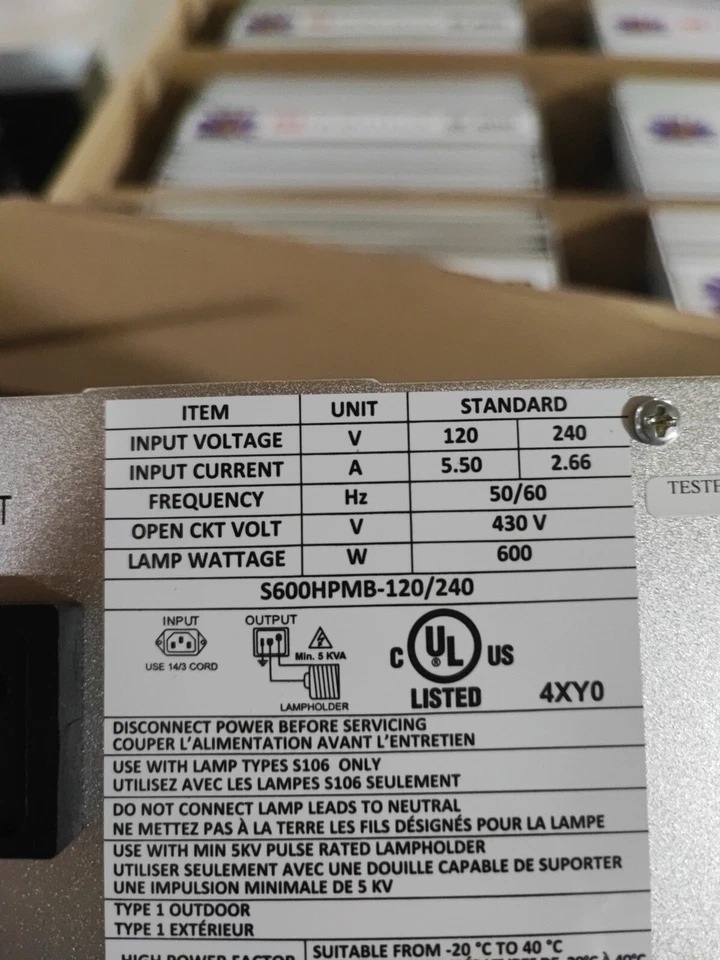 ITEM UNIT STANDARD
INPUT VOLTAGE V 120 240
INPUT CURRENT A 5.50 2.66
FREQUENCY Hz 50/60
OPEN CKT VOLT V 430 V
LAMP WATTAGE W 600
S600HPMB-120/240
INPUT
USE 14/3 CORD
OUTPUT
Min. 5 KVA
LAMPHOLDER
C UL ® US
LISTED
4XY0
DISCONNECT POWER BEFORE SERVICING
COUPER L'ALIMENTATION AVANT L'ENTRETIEN
USE WITH LAMP TYPES S106 ONLY
UTILISEZ AVEC LES LAMPES S106 SEULEMENT
DO NOT CONNECT LAMP LEADS TO NEUTRAL
NE METTEZ PAS À LA TERRE LES FILS DÉSIGNÉS POUR LA LAMPE
USE WITH MIN 5KV PULSE RATED LAMPHOLDER
UTILISER SEULEMENT AVEC UNE DOUILLE CAPABLE DE SUPORTER
UNE IMPULSION MINIMALE DE 5 KV
TYPE 1 OUTDOOR
TYPE 1 EXTÉRIEUR
HIGH POWER FACTOR
SUITABLE FROM -20 °C TO 40 °C
TESTE
T